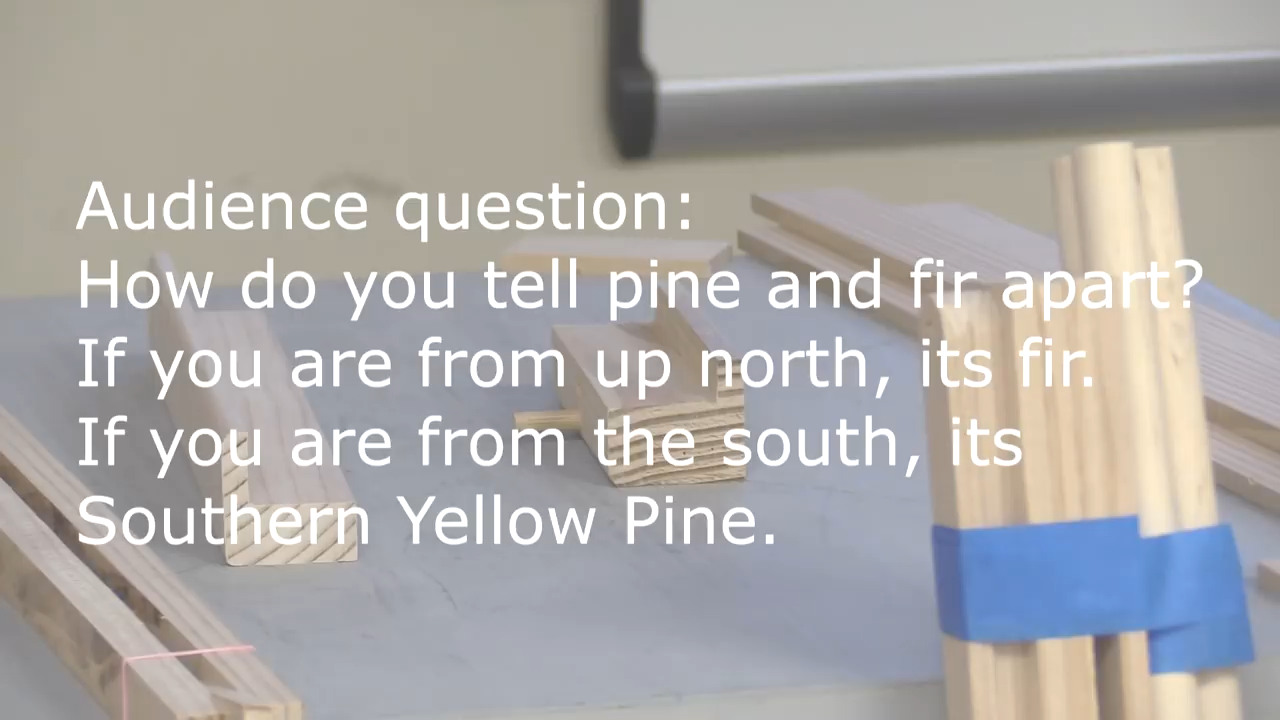 Audience question:
How do you tell pine and fir apart?
If you are from up north, its fir.
If you are from the south, its
Southern Yellow Pine.